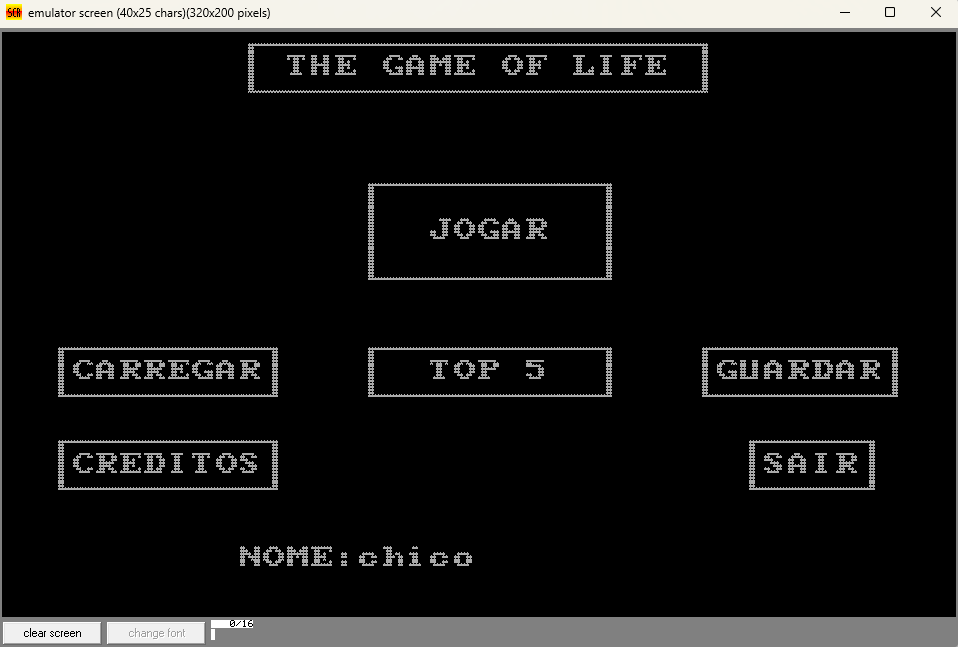 SCR emulator screen (40x25 chars)(320x200 pixels)
THE GAME OF LIFE
JOGAR
CARREGAR TOP 5 GUARDAR
CREDITOS SAIR
NOME:chico
clear screen change font 0/16